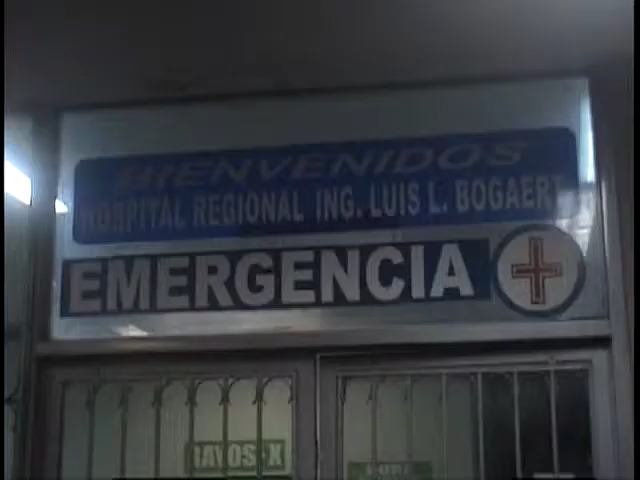 BIENVENIDOS
HOSPITAL REGIONAL ING. LUIS L. BOGAERT
EMERGENCIA
RAYOS-X